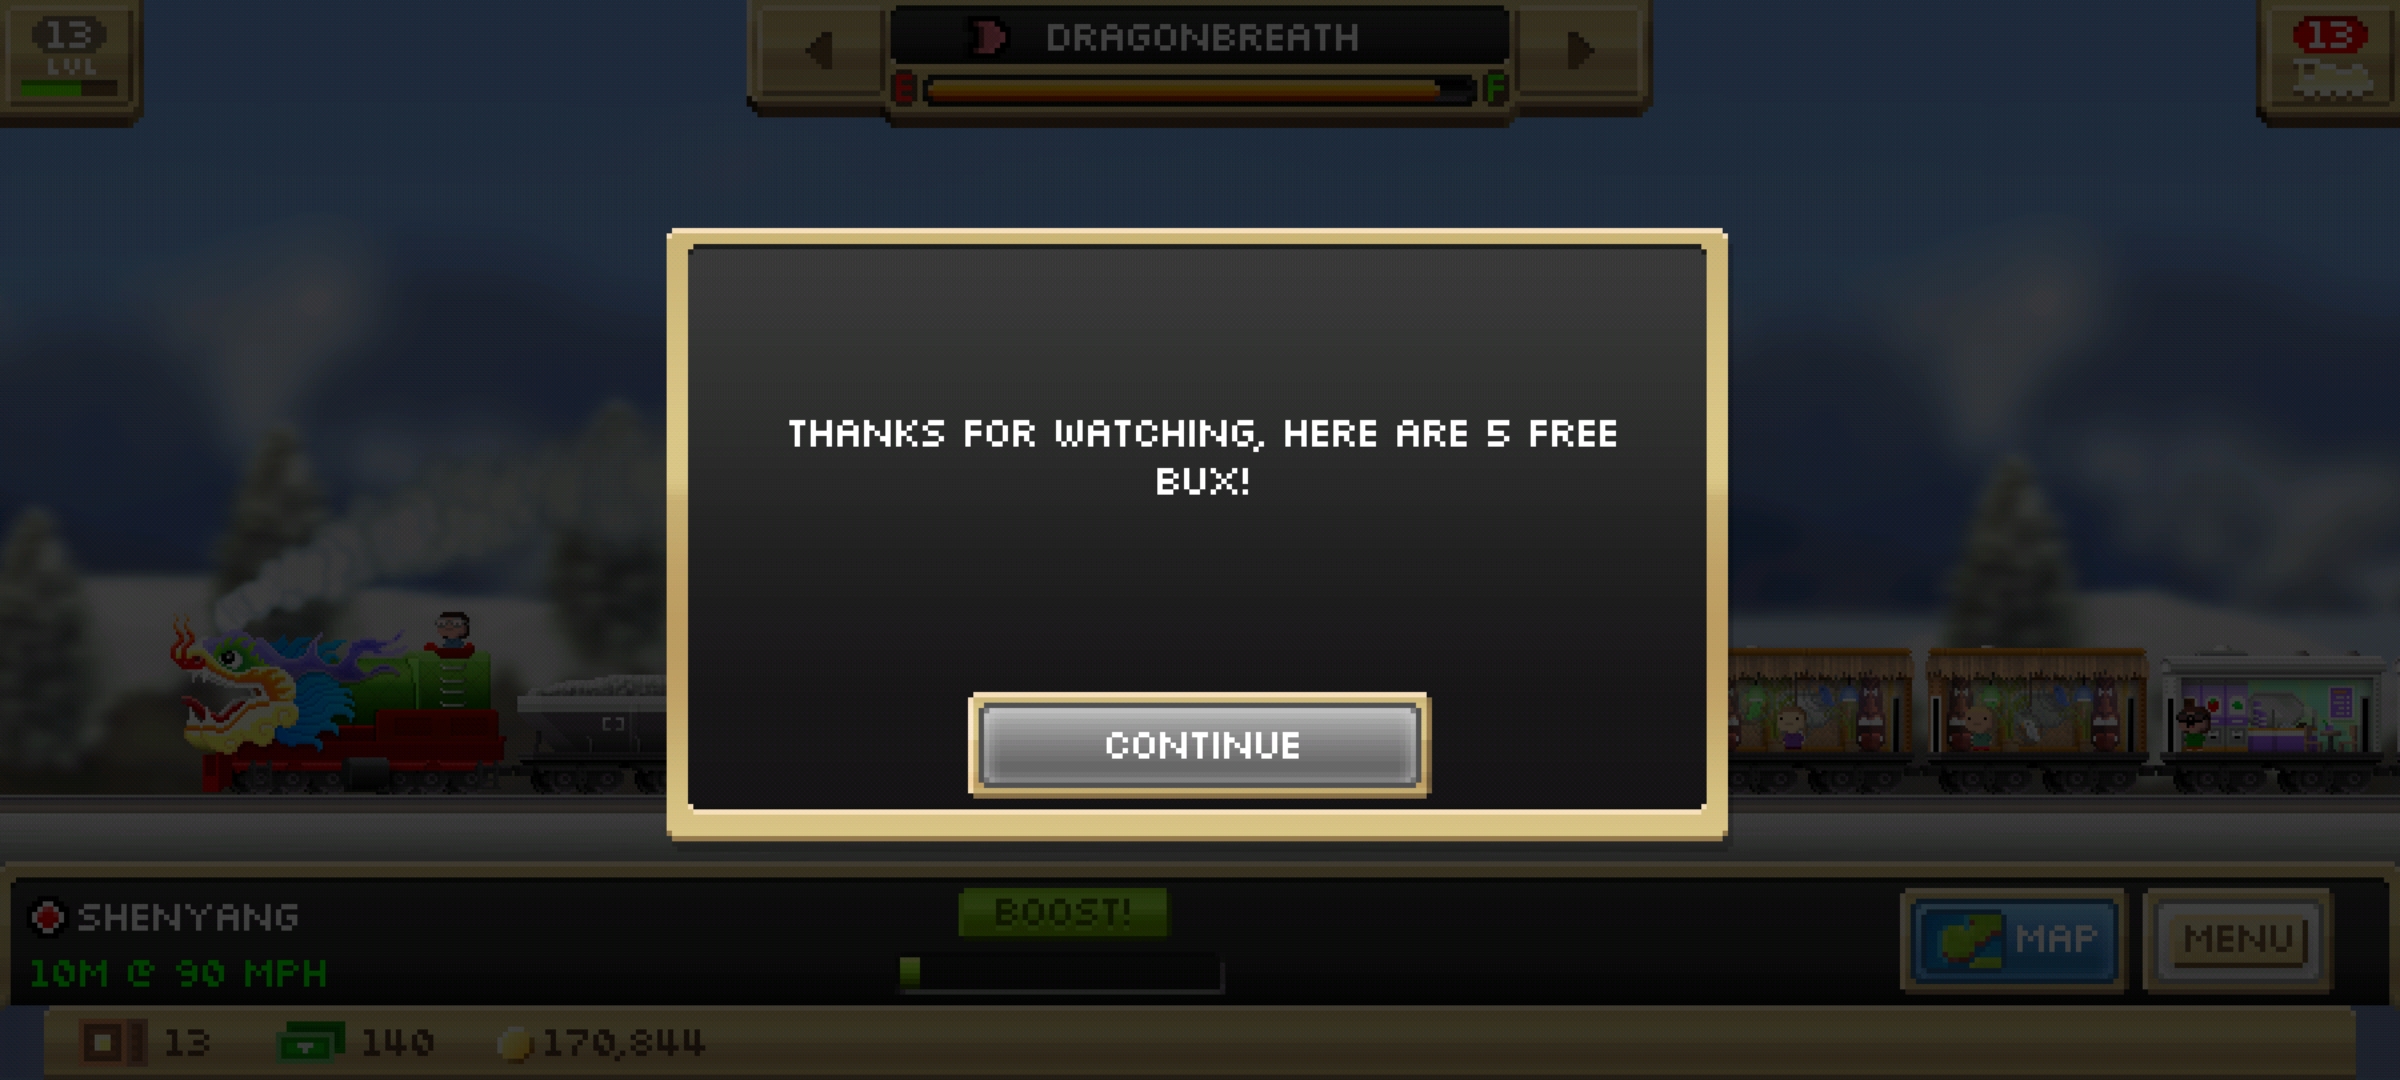 13
LVL
DRAGONBREATH
E
F
13
THANKS FOR WATCHING, HERE ARE 5 FREE
BUX!
CONTINUE
SHENYANG
10M @ 90 MPH
BOOST!
MAP
MENU
13
140
170,844